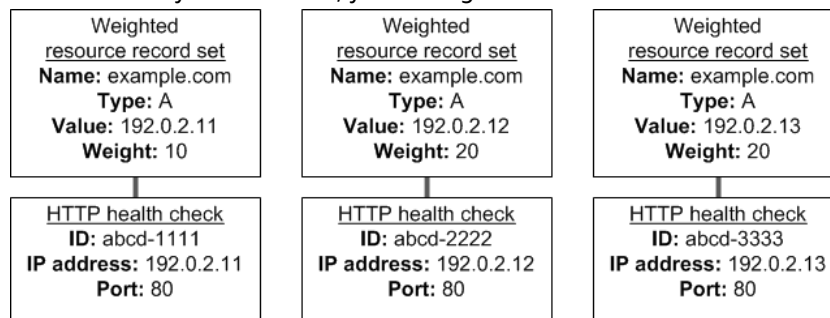 Weighted
resource record set
Name: example.com
Type: A
Value: 192.0.2.11
Weight: 10
HTTP health check
ID: abcd-1111
IP address: 192.0.2.11
Port: 80
Weighted
resource record set
Name: example.com
Type: A
Value: 192.0.2.12
Weight: 20
HTTP health check
ID: abcd-2222
IP address: 192.0.2.12
Port: 80
Weighted
resource record set
Name: example.com
Type: A
Value: 192.0.2.13
Weight: 20
HTTP health check
ID: abcd-3333
IP address: 192.0.2.13
Port: 80